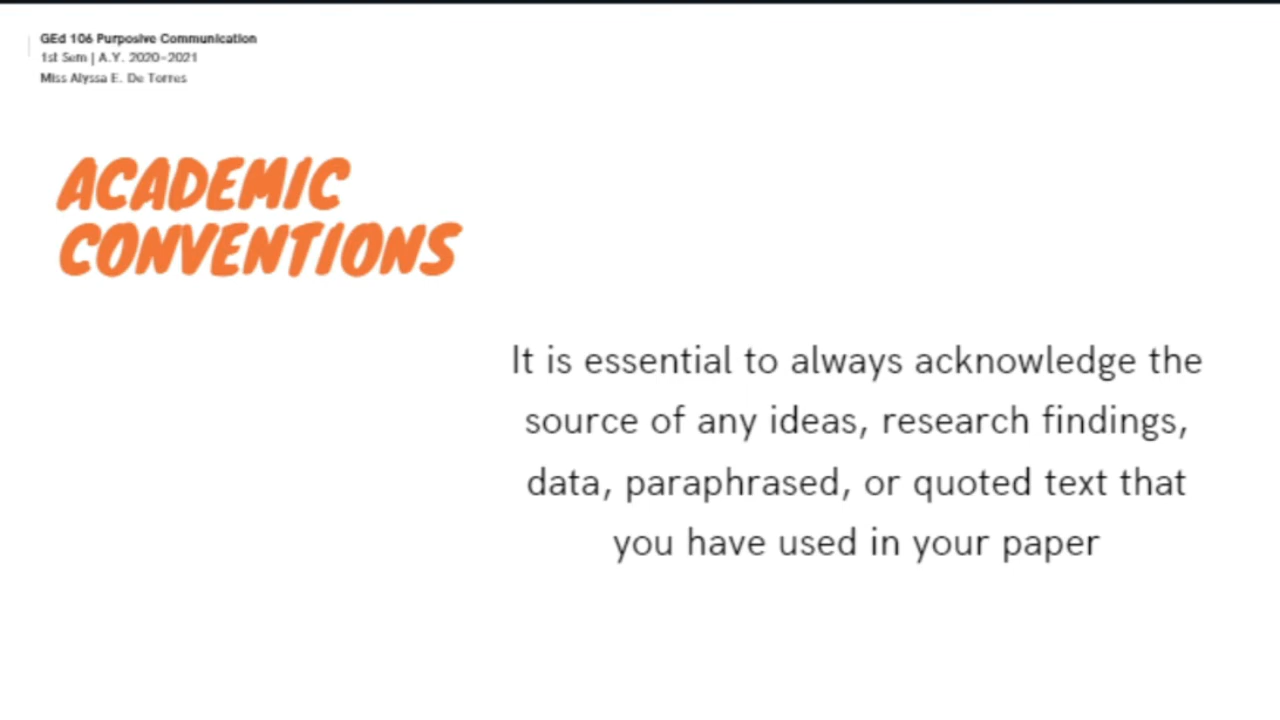 GEd 106 Purposive Communication
1st Sem | A.Y. 2020-2021
Miss Alyssa E. De Torres
ACADEMIC
CONVENTIONS
It is essential to always acknowledge the
source of any ideas, research findings,
data, paraphrased, or quoted text that
you have used in your paper